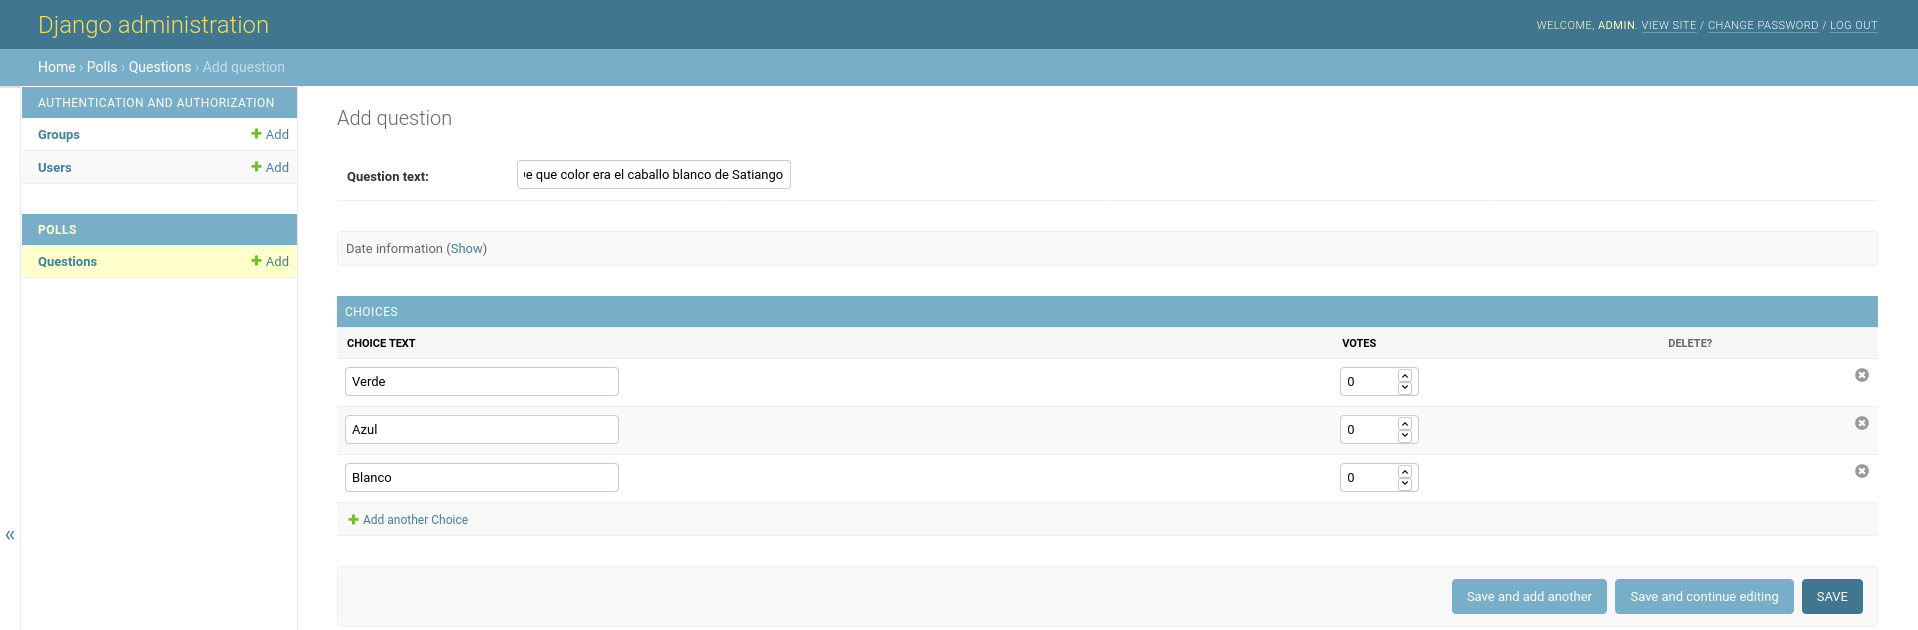 Django administration
WELCOME, ADMIN. VIEW SITE / CHANGE PASSWORD / LOG OUT
Home › Polls › Questions › Add question
AUTHENTICATION AND AUTHORIZATION
Groups + Add
Users + Add
POLLS
Questions + Add
«
Add question
Question text: e que color era el caballo blanco de Satiango
Date information (Show)
CHOICES
CHOICE TEXT VOTES DELETE?
Verde 0
Azul 0
Blanco 0
+ Add another Choice
Save and add another Save and continue editing SAVE